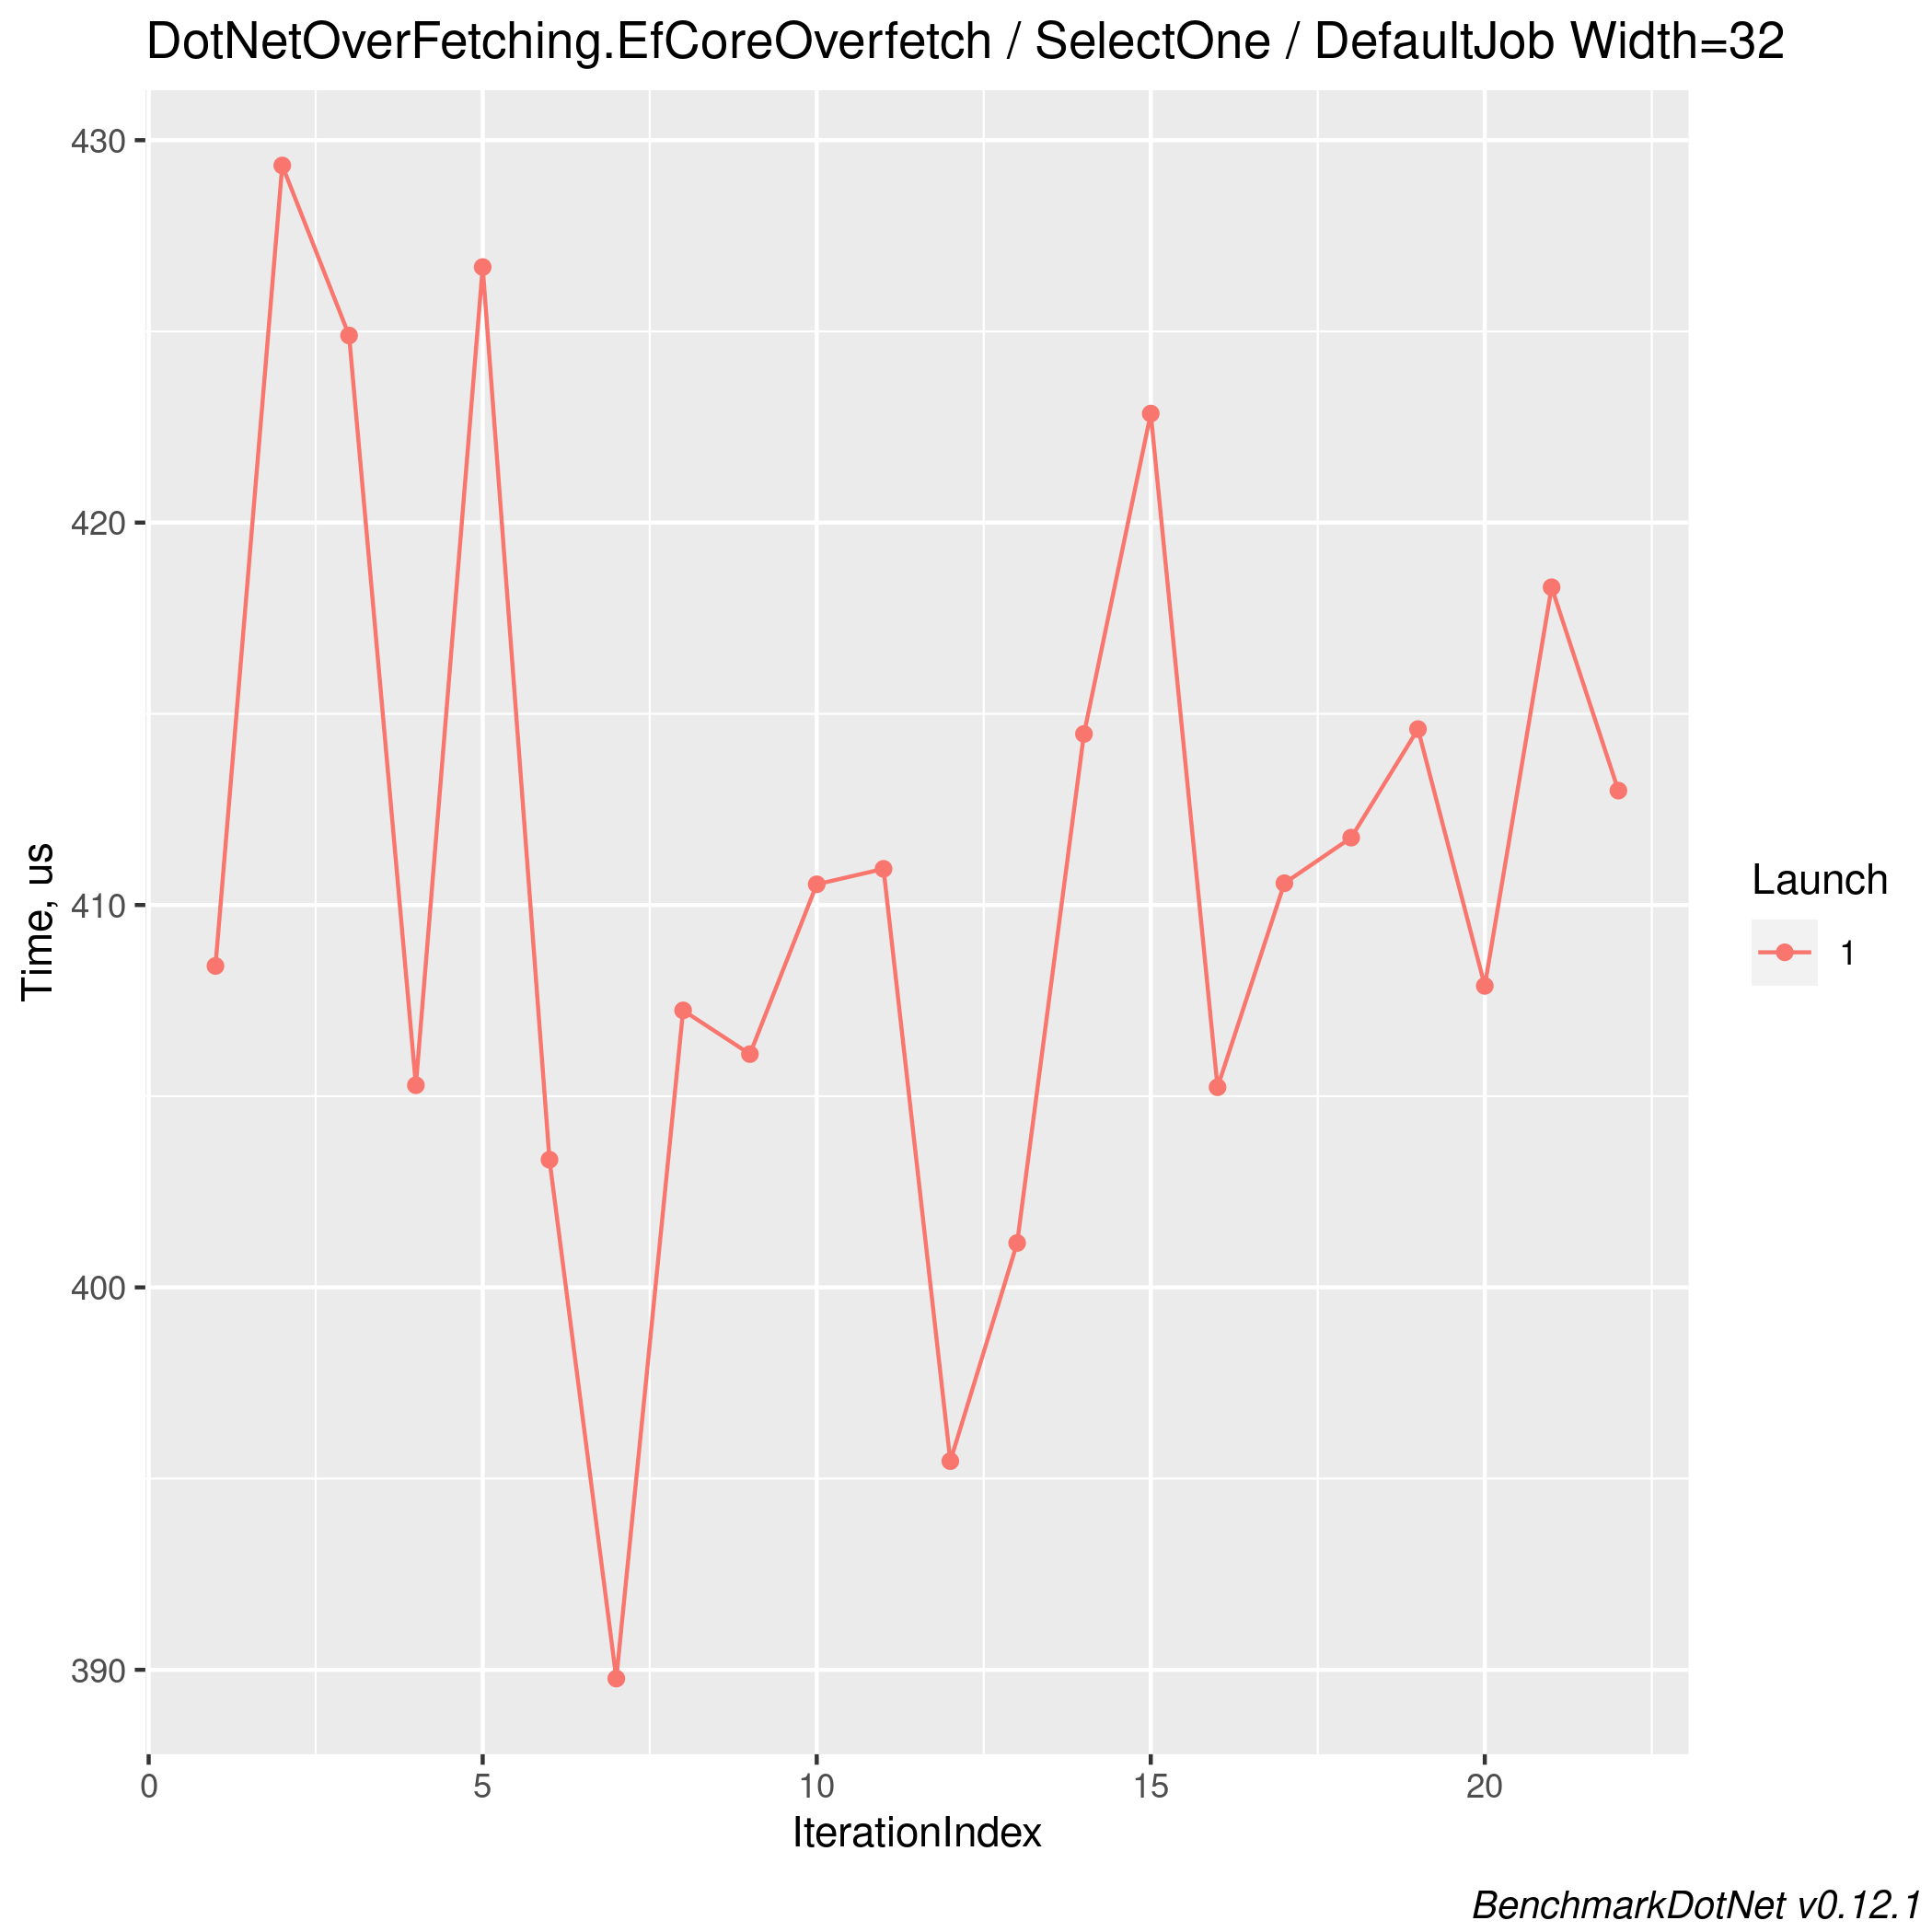 DotNetOverFetching.EfCoreOverfetch / SelectOne / DefaultJob Width=32
430
420
410
400
390
Time, us
0 5 10 15 20
IterationIndex
Launch
1
BenchmarkDotNet v0.12.1